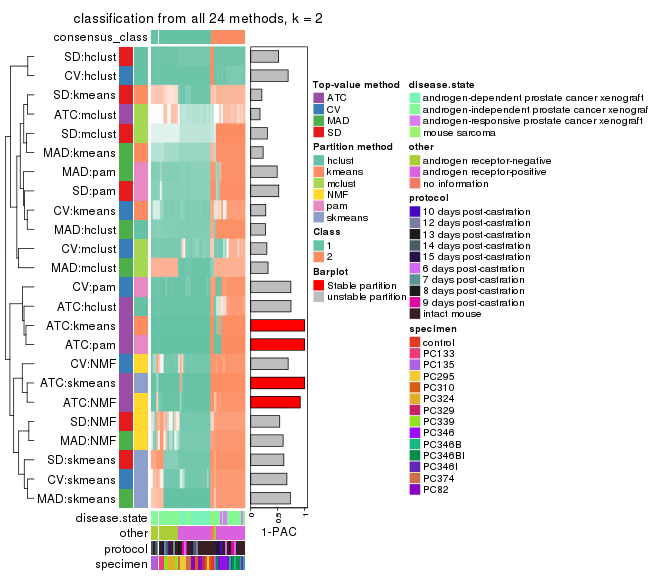 classification from all 24 methods, k = 2
consensus_class
SD:hclust
CV:hclust
SD:kmeans
ATC:mclust
SD:mclust
MAD:kmeans
MAD:pam
SD:pam
CV:kmeans
MAD:hclust
CV:mclust
MAD:mclust
CV:pam
ATC:hclust
ATC:kmeans
ATC:pam
CV:NMF
ATC:skmeans
ATC:NMF
SD:NMF
MAD:NMF
SD:skmeans
CV:skmeans
MAD:skmeans
disease.state
other
protocol
specimen
0
0.5
1
1-PAC
Top-value method
ATC
CV
MAD
SD
Partition method
hclust
kmeans
mclust
NMF
pam
skmeans
Class
1
2
Barplot
Stable partition
unstable partition
disease.state
androgen-dependent prostate cancer xenograft
androgen-independent prostate cancer xenograft
androgen-responsive prostate cancer xenograft
mouse sarcoma
other
androgen receptor-negative
androgen receptor-positive
no information
protocol
10 days post-castration
12 days post-castration
13 days post-castration
14 days post-castration
15 days post-castration
6 days post-castration
7 days post-castration
8 days post-castration
9 days post-castration
intact mouse
specimen
control
PC133
PC135
PC295
PC310
PC324
PC329
PC339
PC346
PC346B
PC346BI
PC346I
PC374
PC82